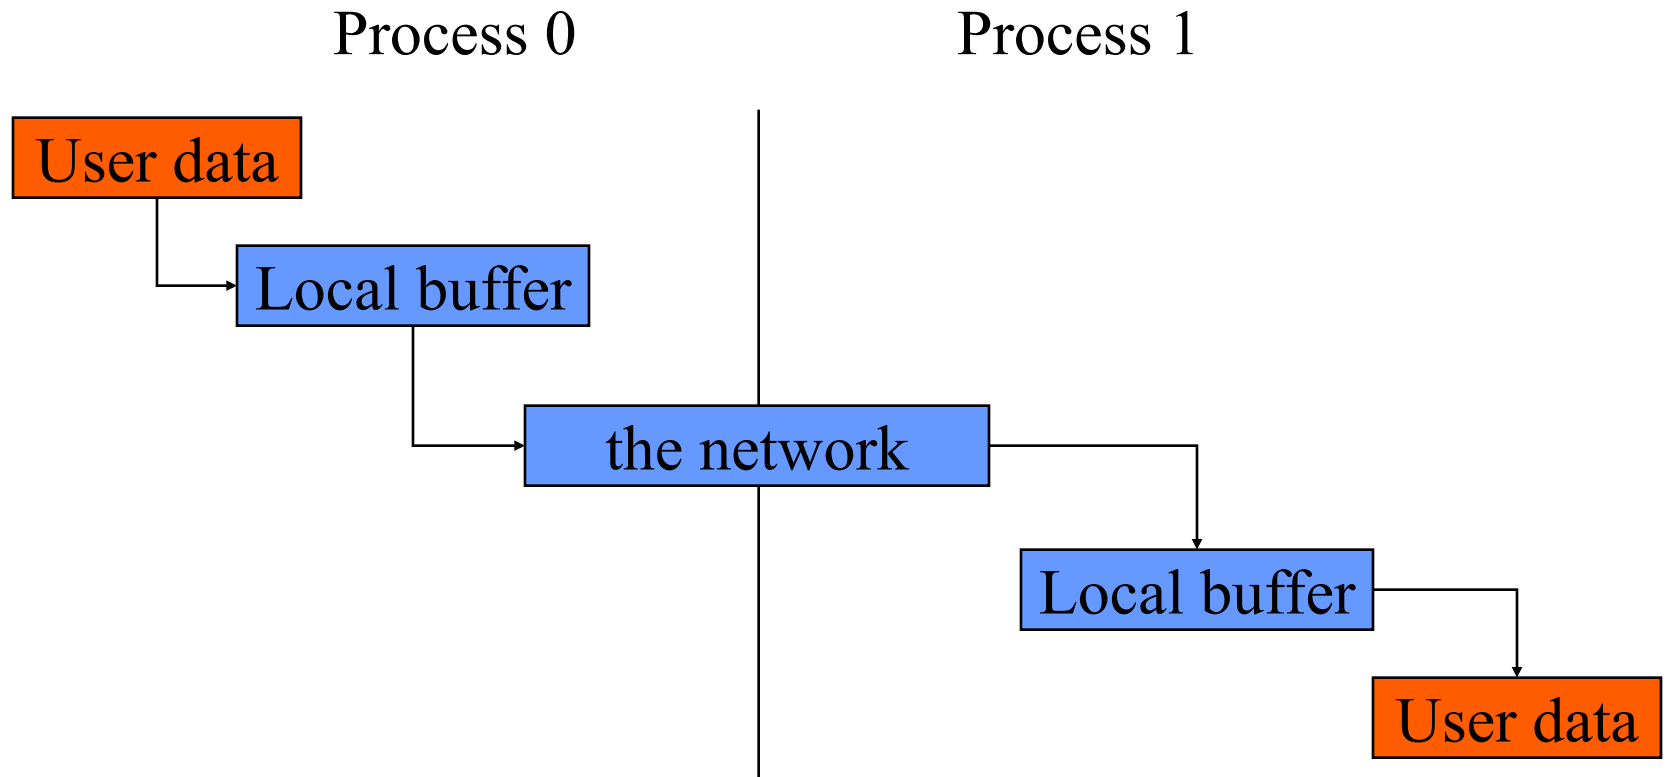 Process 0
Process 1
User data
Local buffer
the network
Local buffer
User data